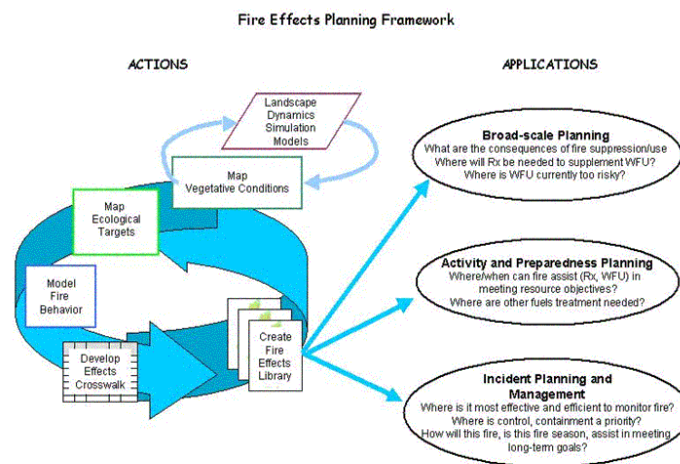 Fire Effects Planning Framework
ACTIONS
APPLICATIONS
Landscape
Dynamics
Simulation
Models
Map
Vegetative Conditions
Map
Ecological
Targets
Model
Fire
Behavior
Develop
Effects
Crosswalk
Create
Fire
Effects
Library
Broad-scale Planning
What are the consequences of fire suppression/use
Where will Rx be needed to supplement WFU?
Where is WFU currently too risky?
Activity and Preparedness Planning
Where/when can fire assist (Rx, WFU) in
meeting resource objectives?
Where are other fuels treatment needed?
Incident Planning and
Management
Where is it most effective and efficient to monitor fire?
Where is control, containment a priority?
How will this fire, is this fire season, assist in meeting
long-term goals?